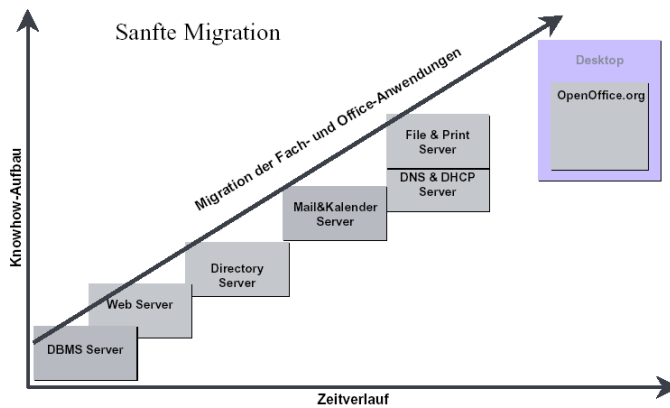 Sanfte Migration
Knowhow-Aufbau
Migration der Fach- und Office-Anwendungen
Desktop
OpenOffice.org
File & Print
Server
DNS & DHCP
Server
Mail&Kalender
Server
Directory
Server
Web Server
DBMS Server
Zeitverlauf